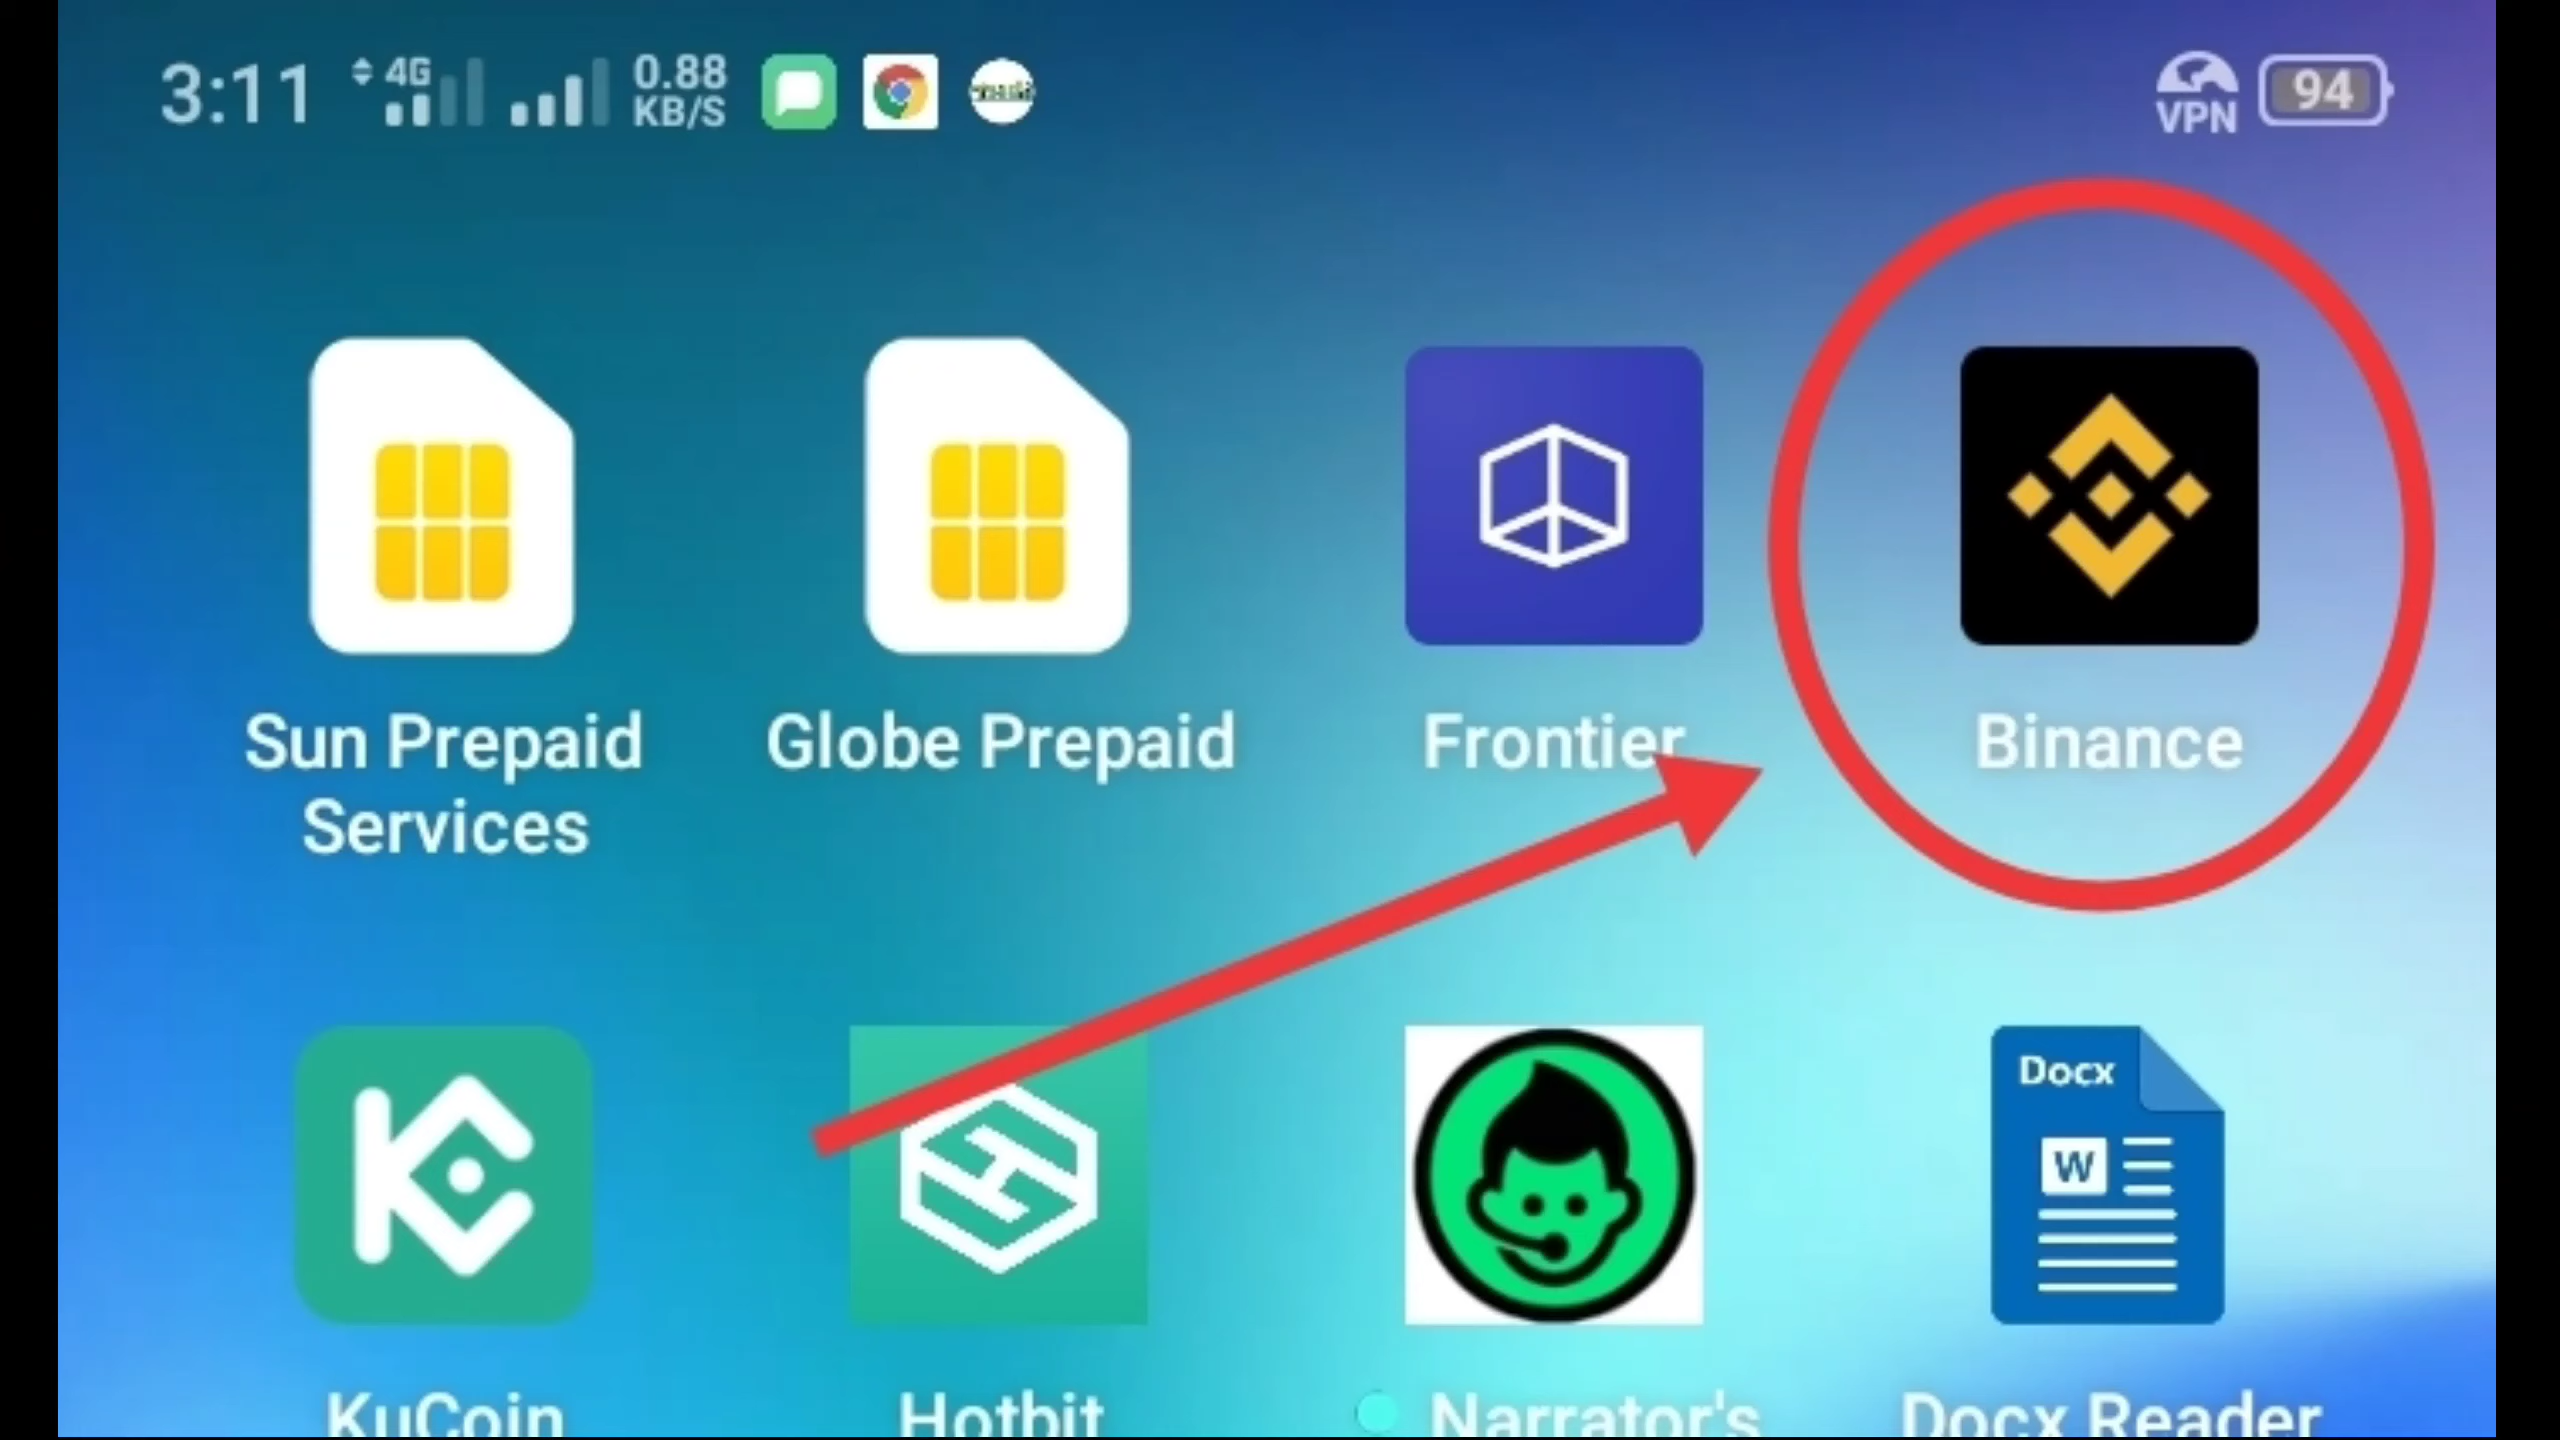 3:11 4G 0.88 KB/S VPN 94
Sun Prepaid Services
Globe Prepaid
Frontier
Binance
Docx
W
KuCoin
Hotbit
Narrator's
Docx Reader